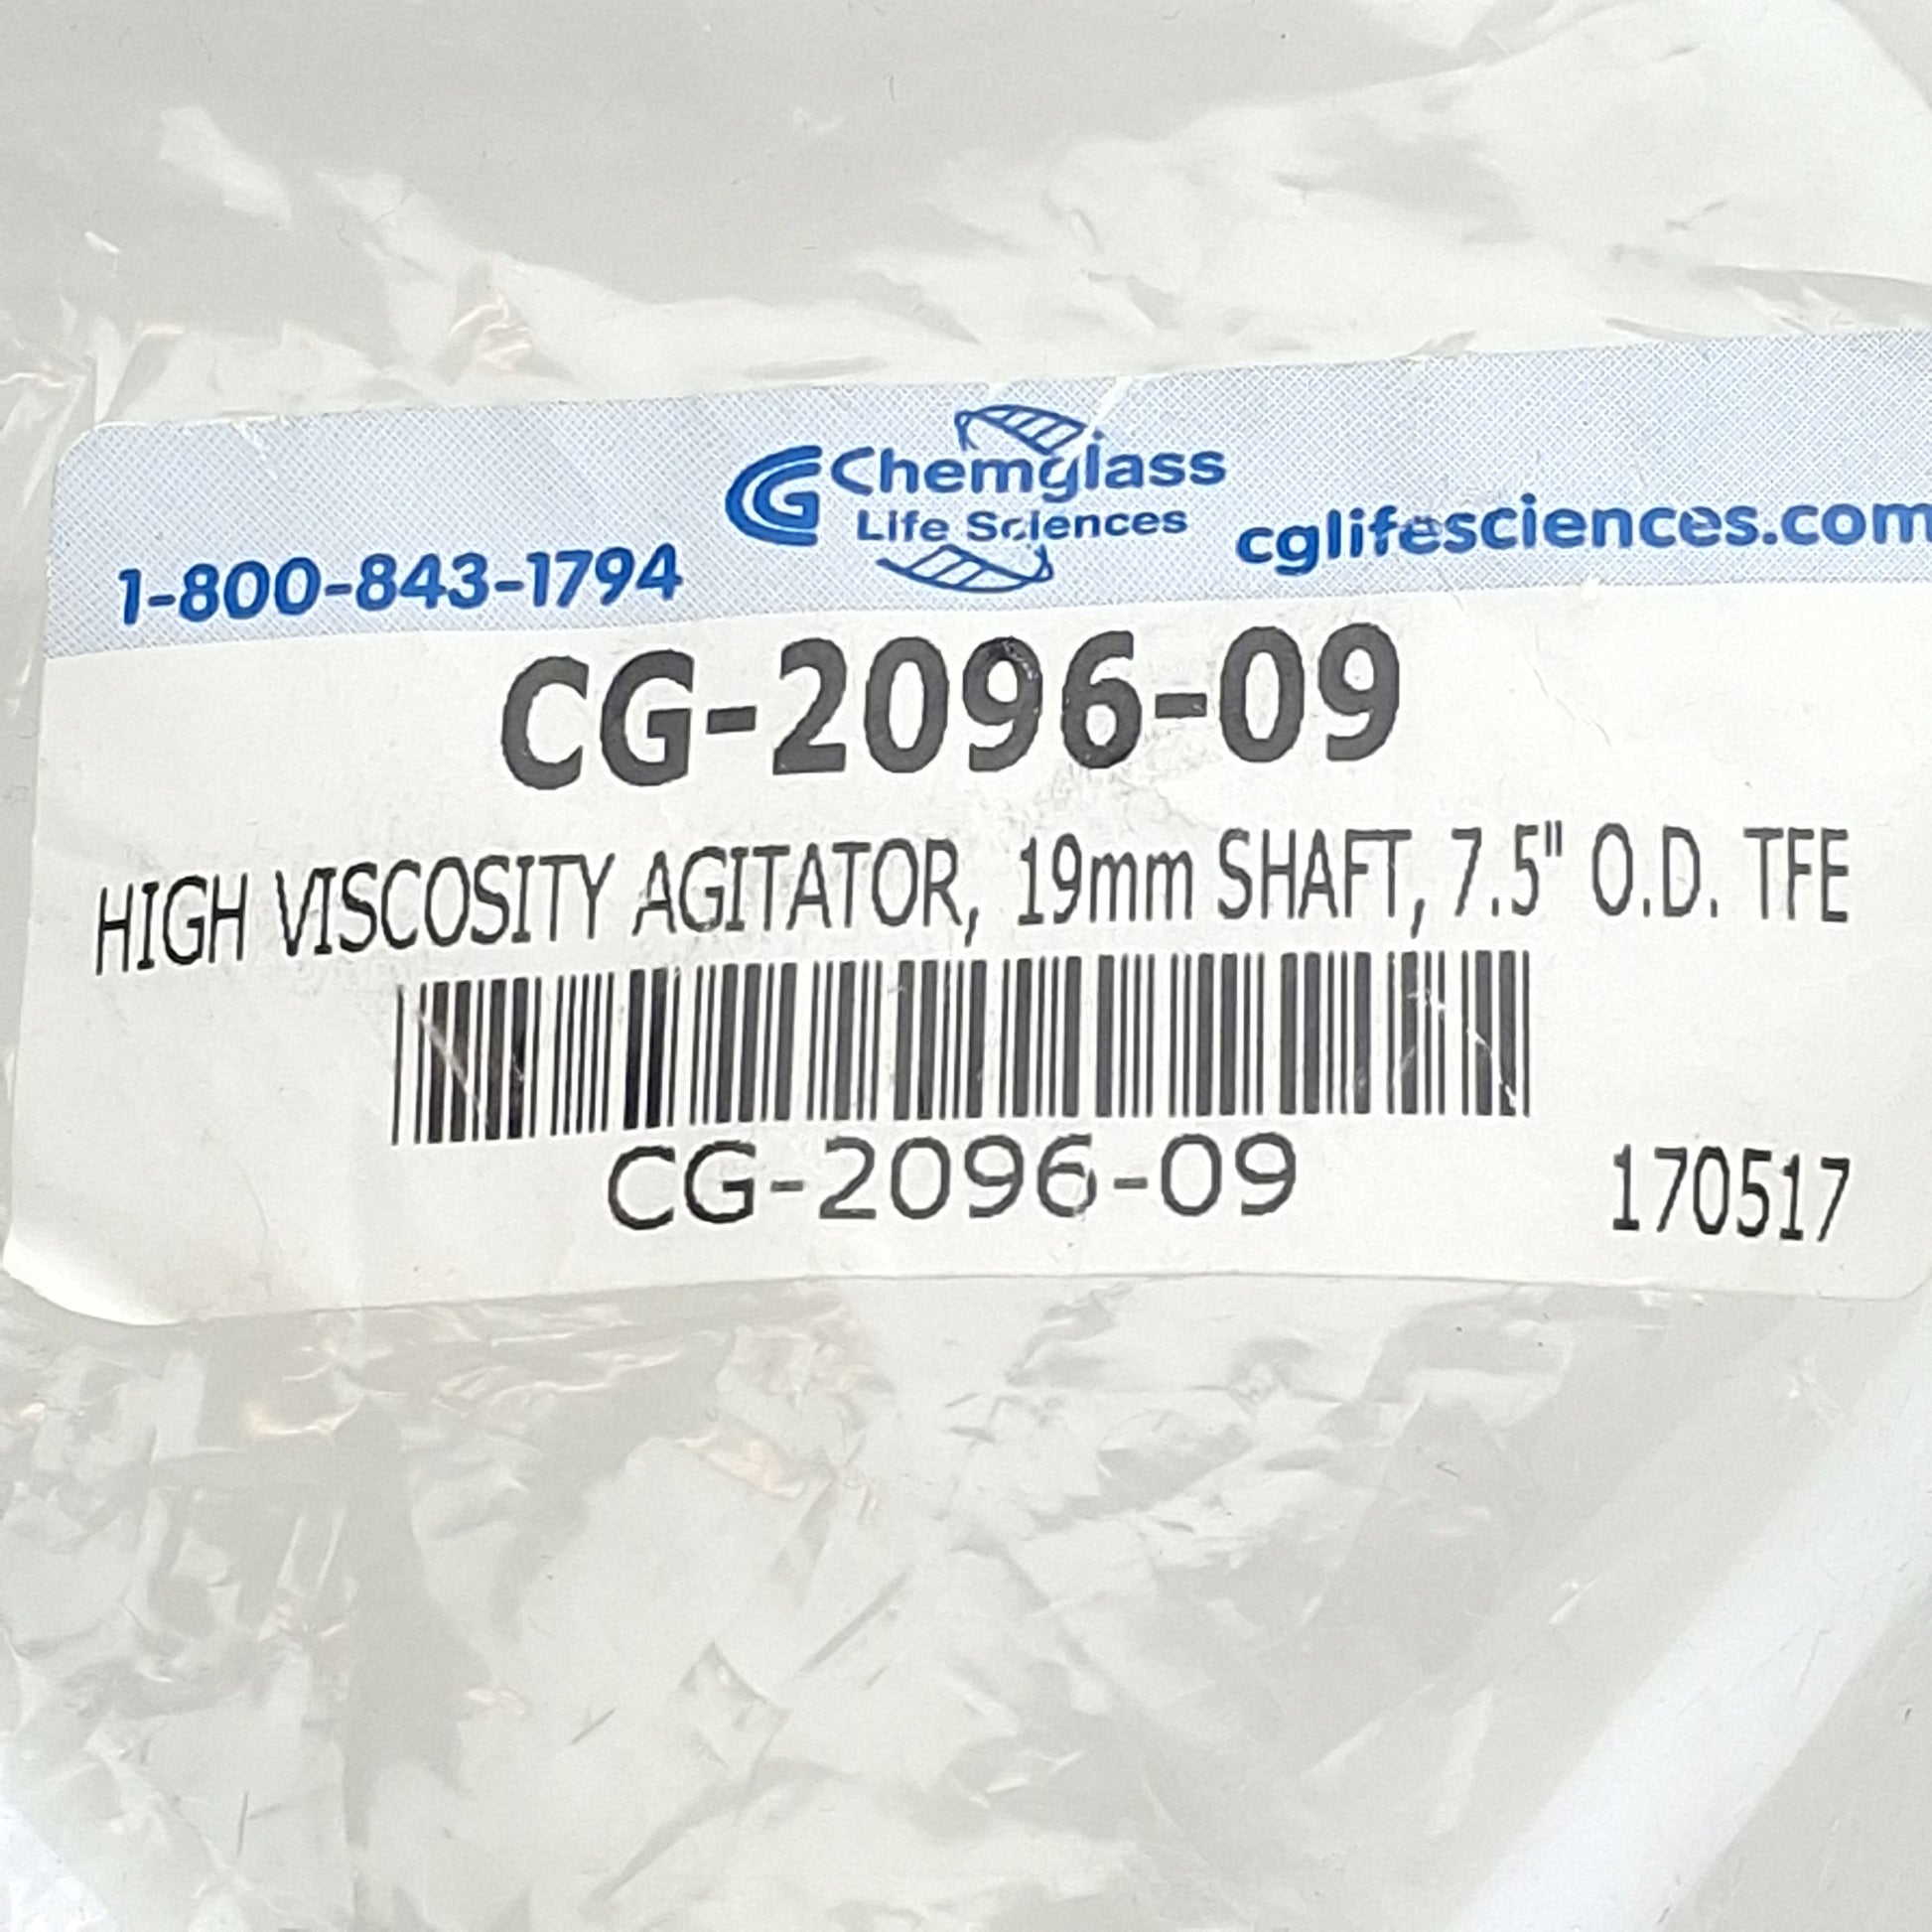 Chemglass
Life Sciences
1-800-843-1794
cglifesciences.com
CG-2096-09
HIGH VISCOSITY AGITATOR, 19mm SHAFT, 7.5" O.D. TFE
CG-2096-09
170517